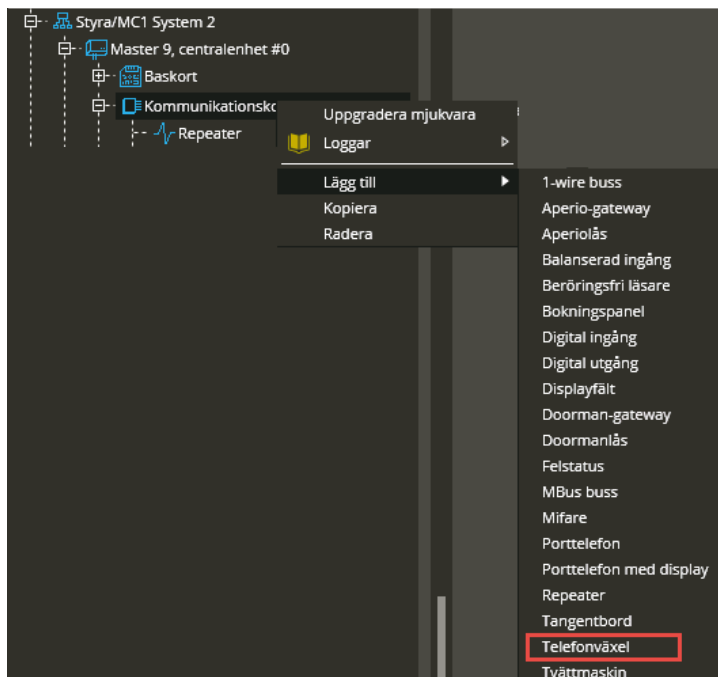 Styra/MC1 System 2
Master 9, centralenhet #0
Baskort
Kommunikationskc
Repeater
Uppgradera mjukvara
Loggar
Lägg till
Kopiera
Radera
1-wire buss
Aperio-gateway
Aperiolås
Balanserad ingång
Beröringsfri läsare
Bokningspanel
Digital ingång
Digital utgång
Displayfält
Doorman-gateway
Doormanlås
Felstatus
MBus buss
Mifare
Porttelefon
Porttelefon med display
Repeater
Tangentbord
Telefonväxel
Tvättmaskin